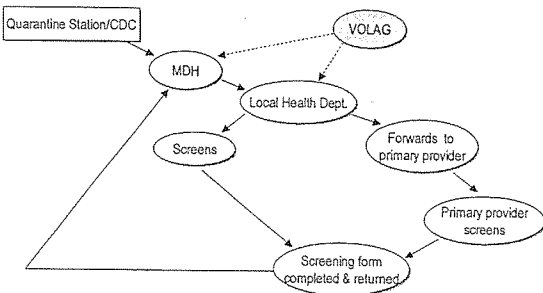 Quarantine Station/CDC
VOLAG
MDH
Local Health Dept.
Screens
Forwards to
primary provider
Primary provider
screens
Screening form
completed & returned